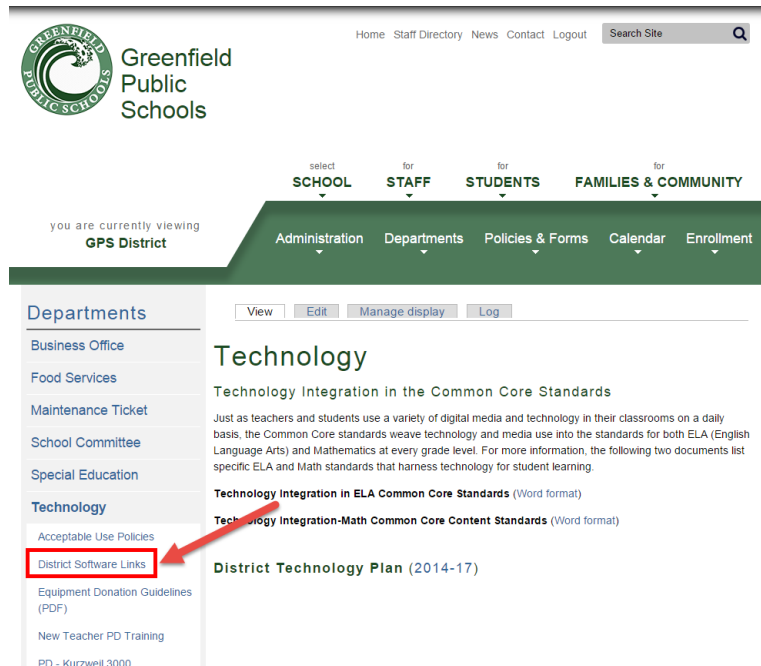 GREENFIELD
PUBLIC SCHOOLS
Greenfield
Public
Schools
Home Staff Directory News Contact Logout Search Site
select for for for
SCHOOL STAFF STUDENTS FAMILIES & COMMUNITY
you are currently viewing
GPS District
Administration Departments Policies & Forms Calendar Enrollment
Departments
Business Office
Food Services
Maintenance Ticket
School Committee
Special Education
Technology
Acceptable Use Policies
District Software Links
Equipment Donation Guidelines
(PDF)
New Teacher PD Training
PD - Kurzweil 3000
View Edit Manage display Log
Technology
Technology Integration in the Common Core Standards
Just as teachers and students use a variety of digital media and technology in their classrooms on a daily
basis, the Common Core standards weave technology and media use into the standards for both ELA (English
Language Arts) and Mathematics at every grade level. For more information, the following two documents list
specific ELA and Math standards that harness technology for student learning.
Technology Integration in ELA Common Core Standards (Word format)
Technology Integration-Math Common Core Content Standards (Word format)
District Technology Plan (2014-17)